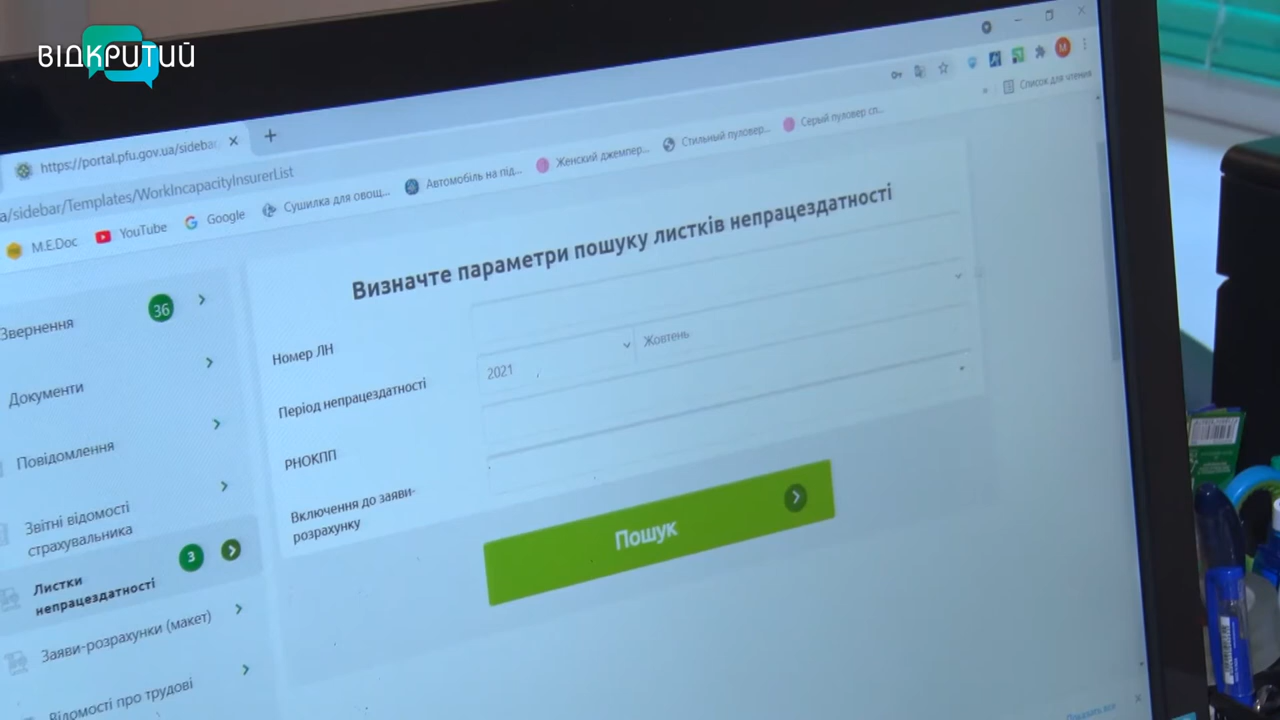 ВІДКРИТИЙ
https://portal.pfu.gov.ua/sideba
a/sidebar/Templates/WorkIncapacityInsurerList
Список для чтения
M.E.Doc
YouTube
Google
Сушилка для овощ...
Автомобіль на під...
Женский джемпер...
Стильный пуловер...
Серый пуловер сп...
M
Звернення
36
Документи
Повідомлення
Звітні відомості
страхувальника
Листки
непрацездатності
3
Заяви-розрахунки (макет)
Відомості про трудові
Визначте параметри пошуку листків непрацездатності
Номер ЛН
Період непрацездатності
2021
Жовтень
РНОКПП
Включення до заяви-
розрахунку
Пошук
Показать все